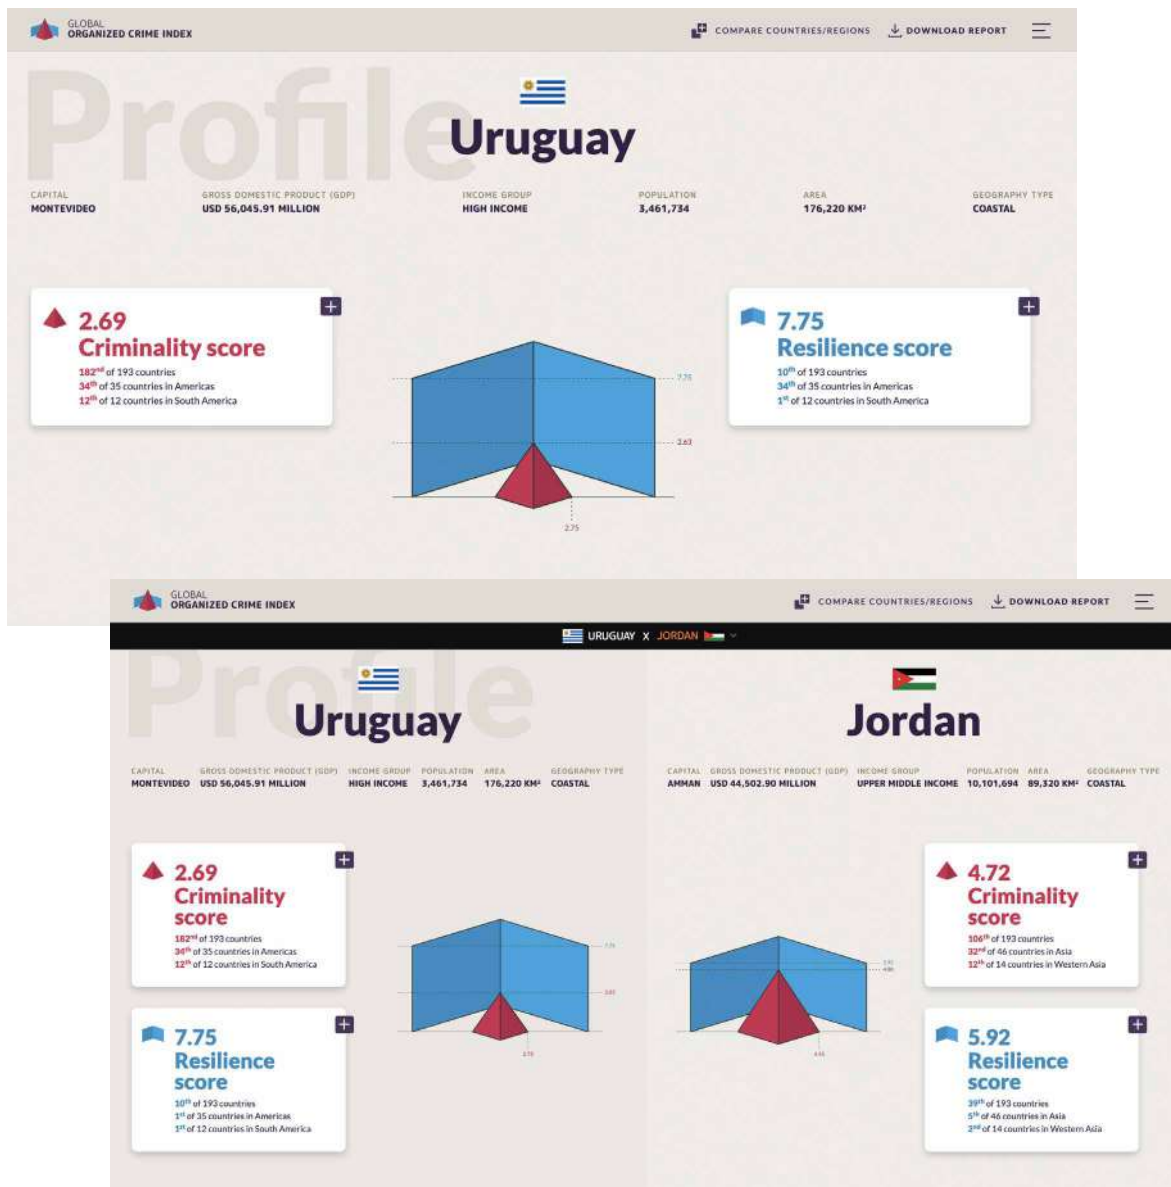 GLOBAL
ORGANIZED CRIME INDEX
COMPARE COUNTRIES/REGIONS
DOWNLOAD REPORT
Profile
Uruguay
CAPITAL
MONTEVIDEO
GROSS DOMESTIC PRODUCT (GDP)
USD 56,045.91 MILLION
INCOME GROUP
HIGH INCOME
POPULATION
3,461,734
AREA
176,220 KM²
GEOGRAPHY TYPE
COASTAL
2.69
Criminality score
182nd of 193 countries
34th of 35 countries in Americas
12th of 12 countries in South America
7.75
2.63
2.75
7.75
Resilience score
10th of 193 countries
34th of 35 countries in Americas
1st of 12 countries in South America
GLOBAL
ORGANIZED CRIME INDEX
COMPARE COUNTRIES/REGIONS
DOWNLOAD REPORT
URUGUAY X JORDAN
Profile
Uruguay
CAPITAL
MONTEVIDEO
GROSS DOMESTIC PRODUCT (GDP)
USD 56,045.91 MILLION
INCOME GROUP
HIGH INCOME
POPULATION
3,461,734
AREA
176,220 KM²
GEOGRAPHY TYPE
COASTAL
2.69
Criminality
score
182nd of 193 countries
34th of 35 countries in Americas
12th of 12 countries in South America
7.75
Resilience
score
10th of 193 countries
1st of 35 countries in Americas
1st of 12 countries in South America
Jordan
CAPITAL
AMMAN
GROSS DOMESTIC PRODUCT (GDP)
USD 44,502.90 MILLION
INCOME GROUP
UPPER MIDDLE INCOME
POPULATION
10,101,694
AREA
89,320 KM²
GEOGRAPHY TYPE
COASTAL
4.72
Criminality
score
106th of 193 countries
32nd of 46 countries in Asia
12th of 14 countries in Western Asia
5.92
Resilience
score
39th of 193 countries
5th of 46 countries in Asia
2nd of 14 countries in Western Asia